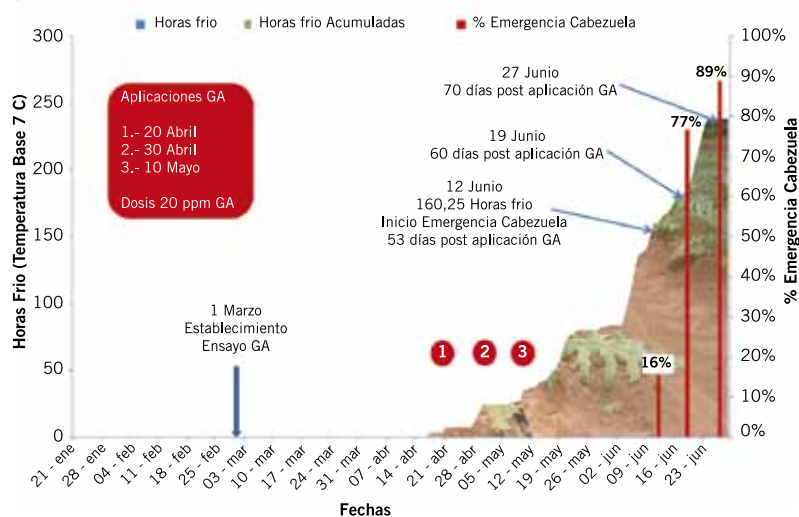 Horas frio
Horas frio Acumuladas
% Emergencia Cabezuela
Horas Frio (Temperatura Base 7 C)
300
250
200
150
100
50
0
Aplicaciones GA
1.- 20 Abril
2.- 30 Abril
3.- 10 Mayo
Dosis 20 ppm GA
1 Marzo
Establecimiento
Ensayo GA
1
2
3
27 Junio
70 días post aplicación GA
19 Junio
60 días post aplicación GA
12 Junio
160,25 Horas frio
Inicio Emergencia Cabezuela
53 días post aplicación GA
16%
77%
89%
100%
90%
80%
70%
60%
50%
40%
30%
20%
10%
0%
% Emergencia Cabezuela
21 - ene
28 - ene
04 - feb
11 - feb
18 - feb
25 - feb
03 - mar
10 - mar
17 - mar
24 - mar
31 - mar
07 - abr
14 - abr
21 - abr
28 - abr
05 - may
12 - may
19 - may
26 - may
02 - jun
09 - jun
16 - jun
23 - jun
Fechas